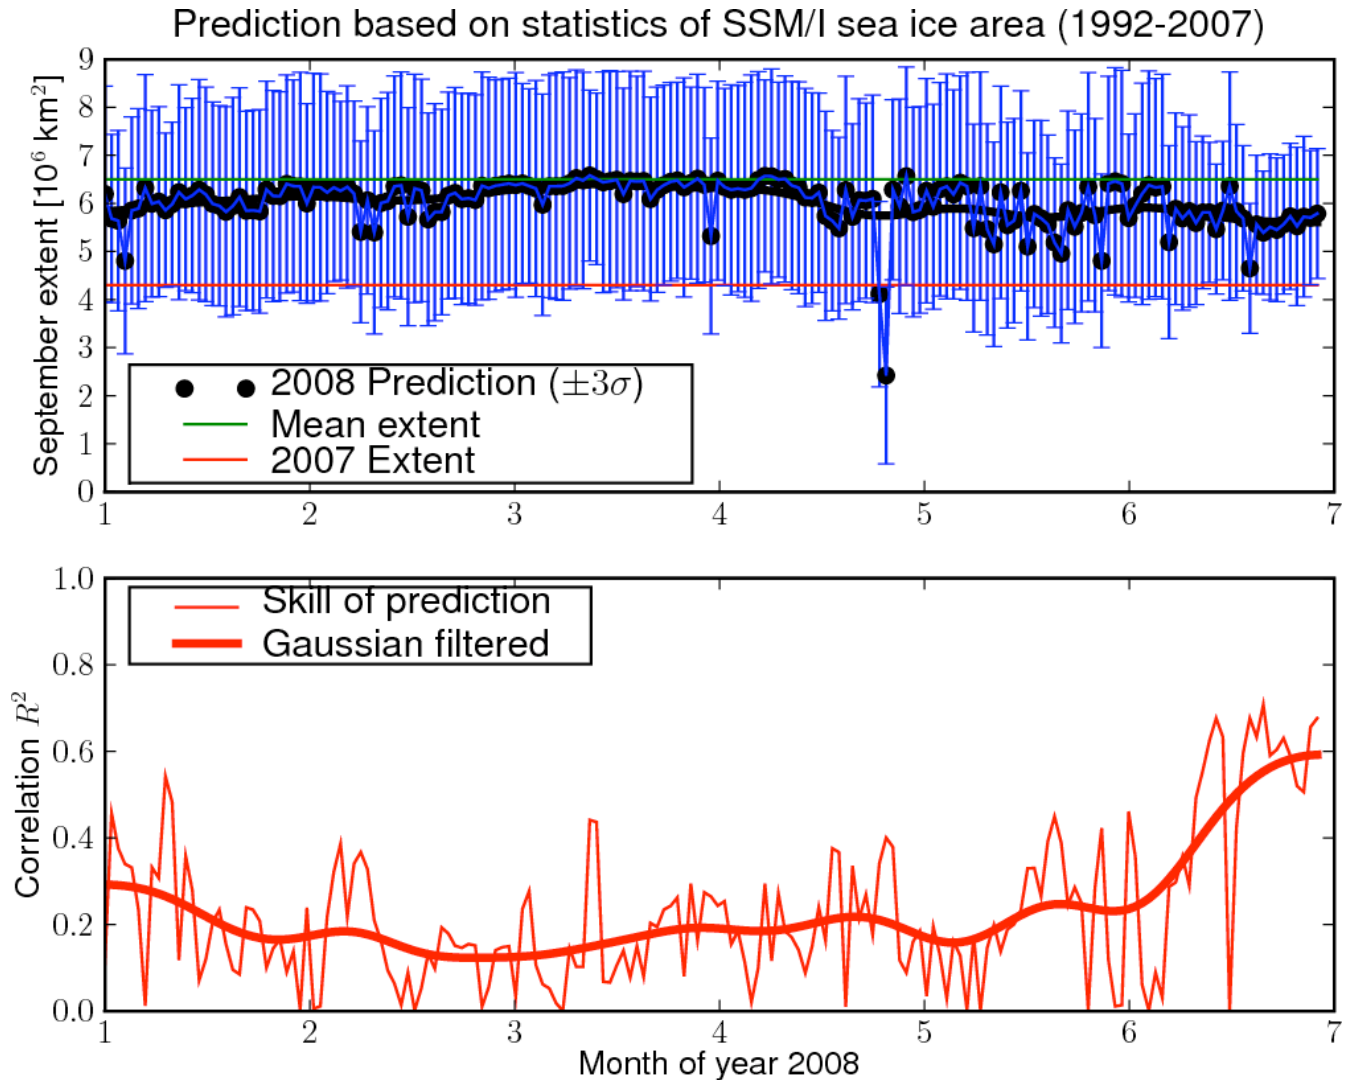 Prediction based on statistics of SSM/I sea ice area (1992-2007)
September extent [10⁶ km²]
9
8
7
6
5
4
3
2
1
0
2008 Prediction (±3σ)
Mean extent
2007 Extent
1 2 3 4 5 6 7
Correlation R²
1.0
0.8
0.6
0.4
0.2
0.0
Skill of prediction
Gaussian filtered
1 2 3 4 5 6 7
Month of year 2008